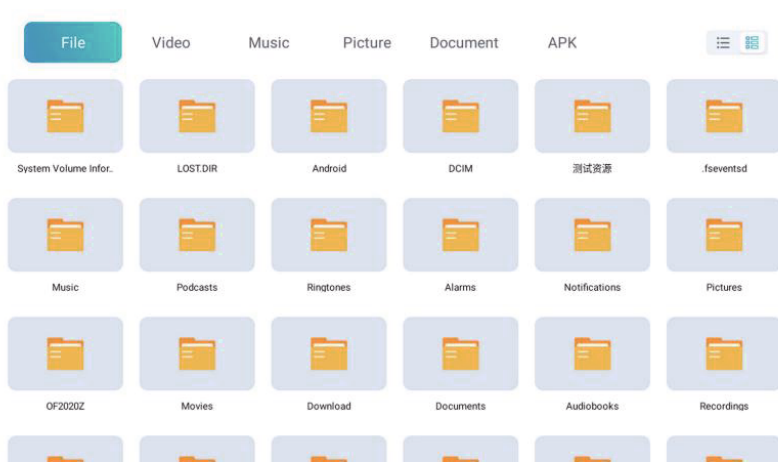 File Video Music Picture Document APK
System Volume Infor.. LOST.DIR Android DCIM 测试资源 .fseventsd
Music Podcasts Ringtones Alarms Notifications Pictures
OF2020Z Movies Download Documents Audiobooks Recordings